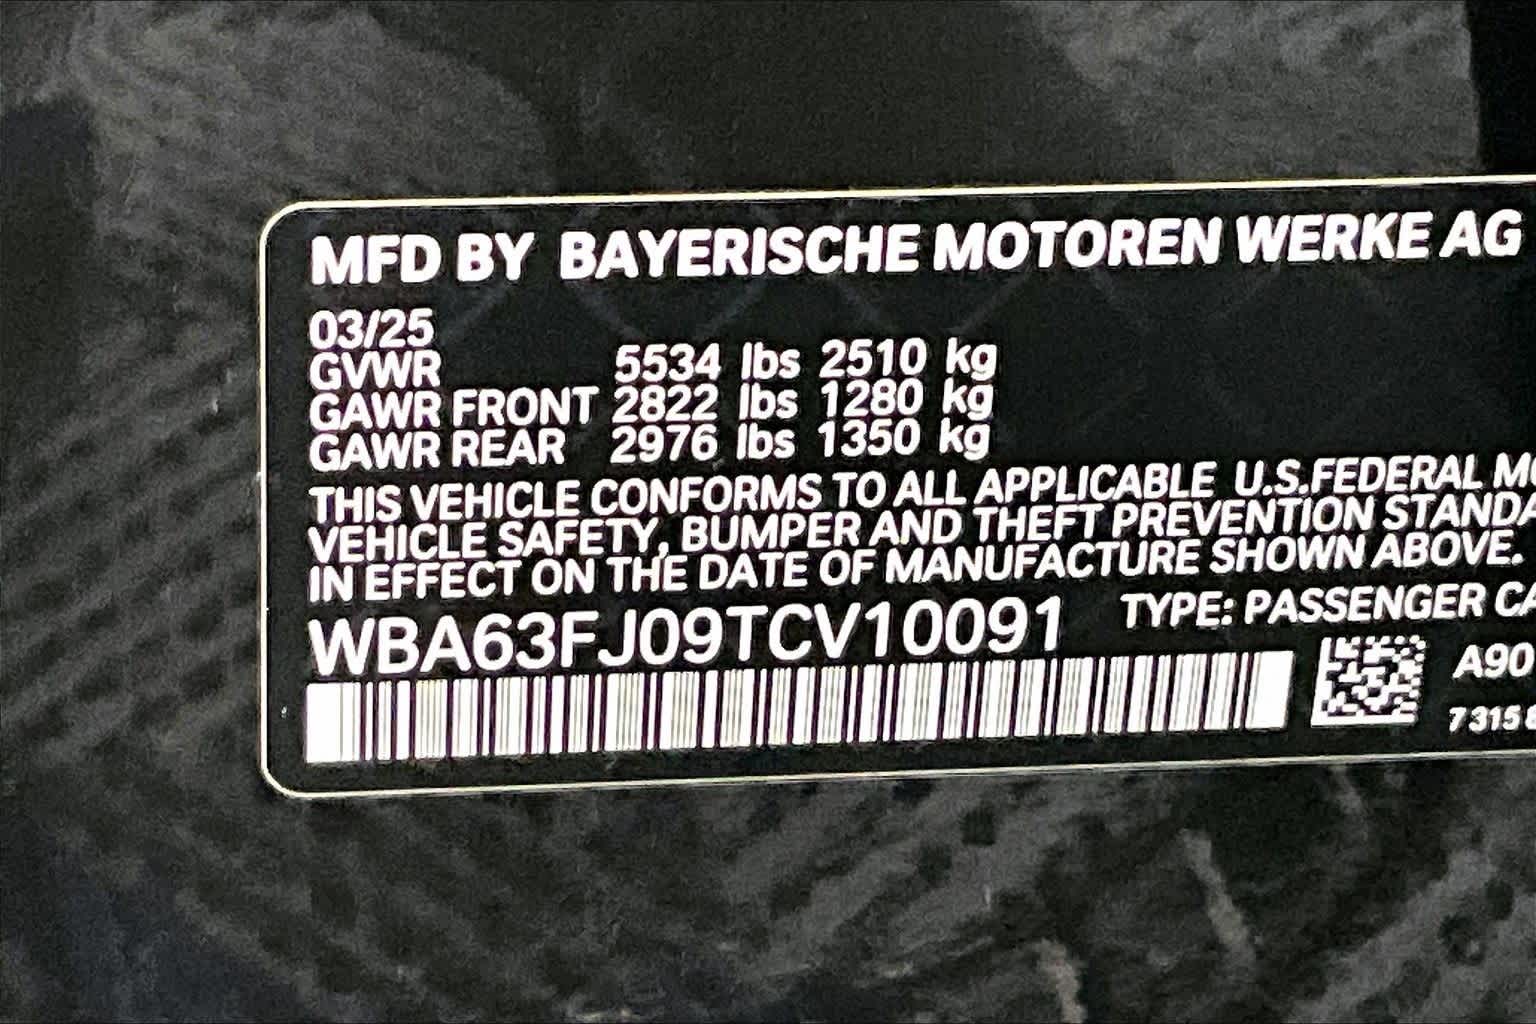 MFD BY BAYERISCHE MOTOREN WERKE AG
03/25
GVWR 5534 lbs 2510 kg
GAWR FRONT 2822 lbs 1280 kg
GAWR REAR 2976 lbs 1350 kg
THIS VEHICLE CONFORMS TO ALL APPLICABLE U.S.FEDERAL
VEHICLE SAFETY, BUMPER AND THEFT PREVENTION
IN EFFECT ON THE DATE OF MANUFACTURE SHOWN ABOVE.
WBA63FJ09TCV10091 TYPE: PASSENGER
A90
7315